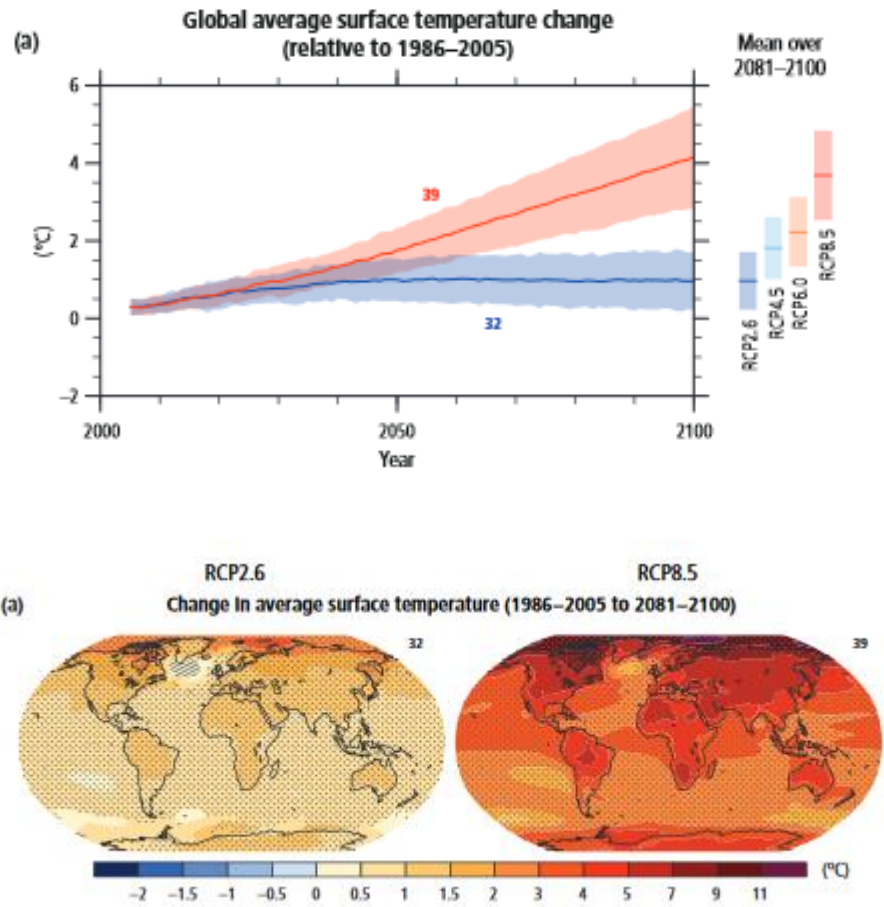 (a)
Global average surface temperature change
(relative to 1986–2005)
Mean over
2081–2100
6
4
2
0
−2
(ºC)
39
32
2000
2050
2100
Year
RCP2.6
RCP4.5
RCP6.0
RCP8.5
RCP2.6
RCP8.5
(a)
Change in average surface temperature (1986–2005 to 2081–2100)
32
39
−2 −1.5 −1 −0.5 0 0.5 1 1.5 2 3 4 5 7 9 11
(ºC)